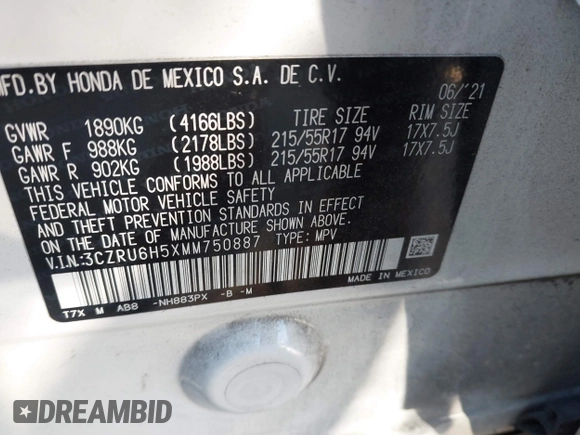 MFD.BY HONDA DE MEXICO S.A. DE C.V.
06/'21
GVWR 1890KG (4166LBS) TIRE SIZE RIM SIZE
GAWR F 988KG (2178LBS) 215/55R17 94V 17X7.5J
GAWR R 902KG (1988LBS) 215/55R17 94V 17X7.5J
THIS VEHICLE CONFORMS TO ALL APPLICABLE
FEDERAL MOTOR VEHICLE SAFETY
AND THEFT PREVENTION STANDARDS IN EFFECT
ON THE DATE OF MANUFACTURE SHOWN ABOVE.
V.I.N:3CZRU6H5XMM750887 TYPE: MPV
MADE IN MEXICO
T7X M AB8 -NH883PX -B -M
DREAMBID